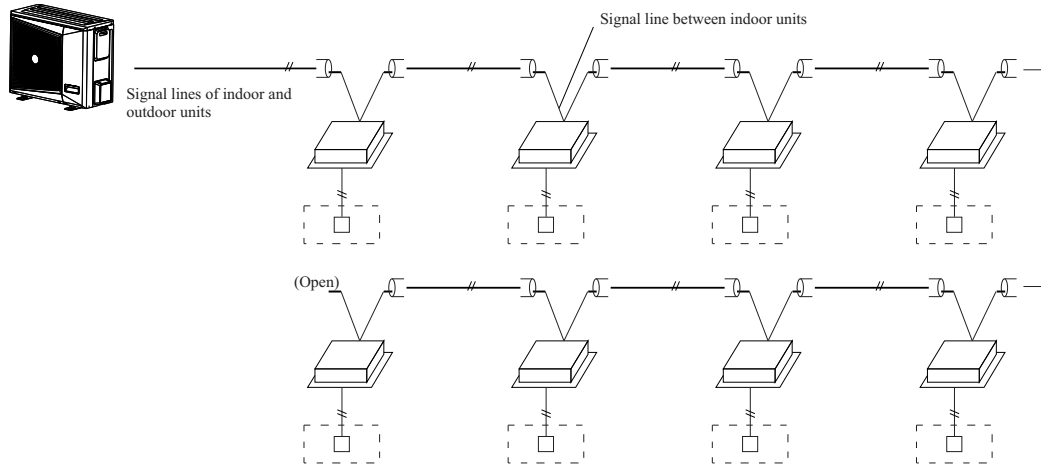 Signal line between indoor units
Signal lines of indoor and
outdoor units
(Open)